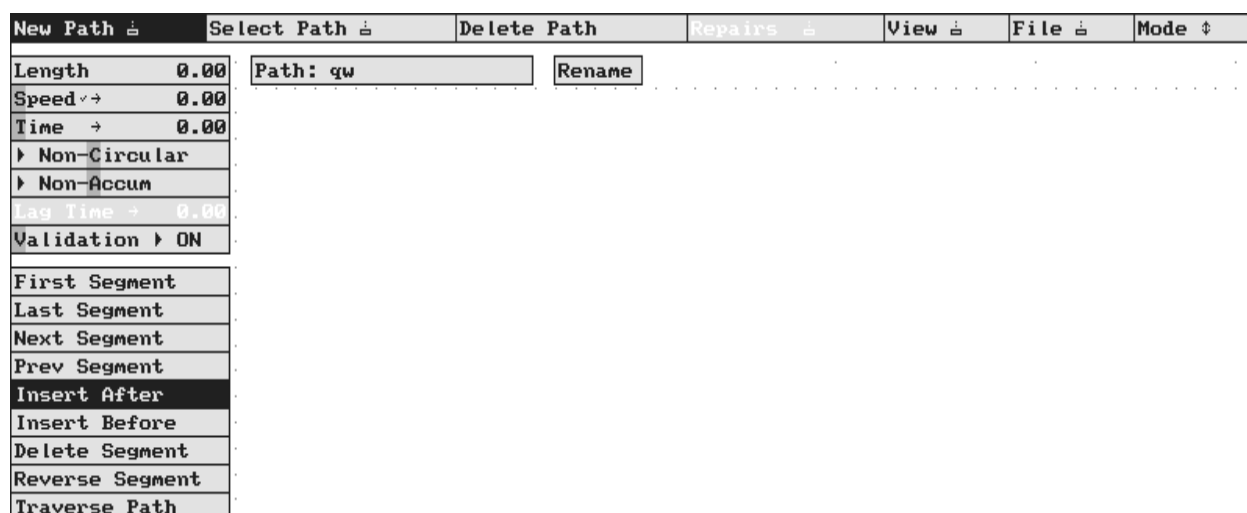 New Path Select Path Delete Path Repairs View File Mode
Length 0.00 Path: qw Rename
Speed 0.00
Time → 0.00
Non-Circular
Non-Accum
Lag Time → 0.00
Validation ON
First Segment
Last Segment
Next Segment
Prev Segment
Insert After
Insert Before
Delete Segment
Reverse Segment
Traverse Path